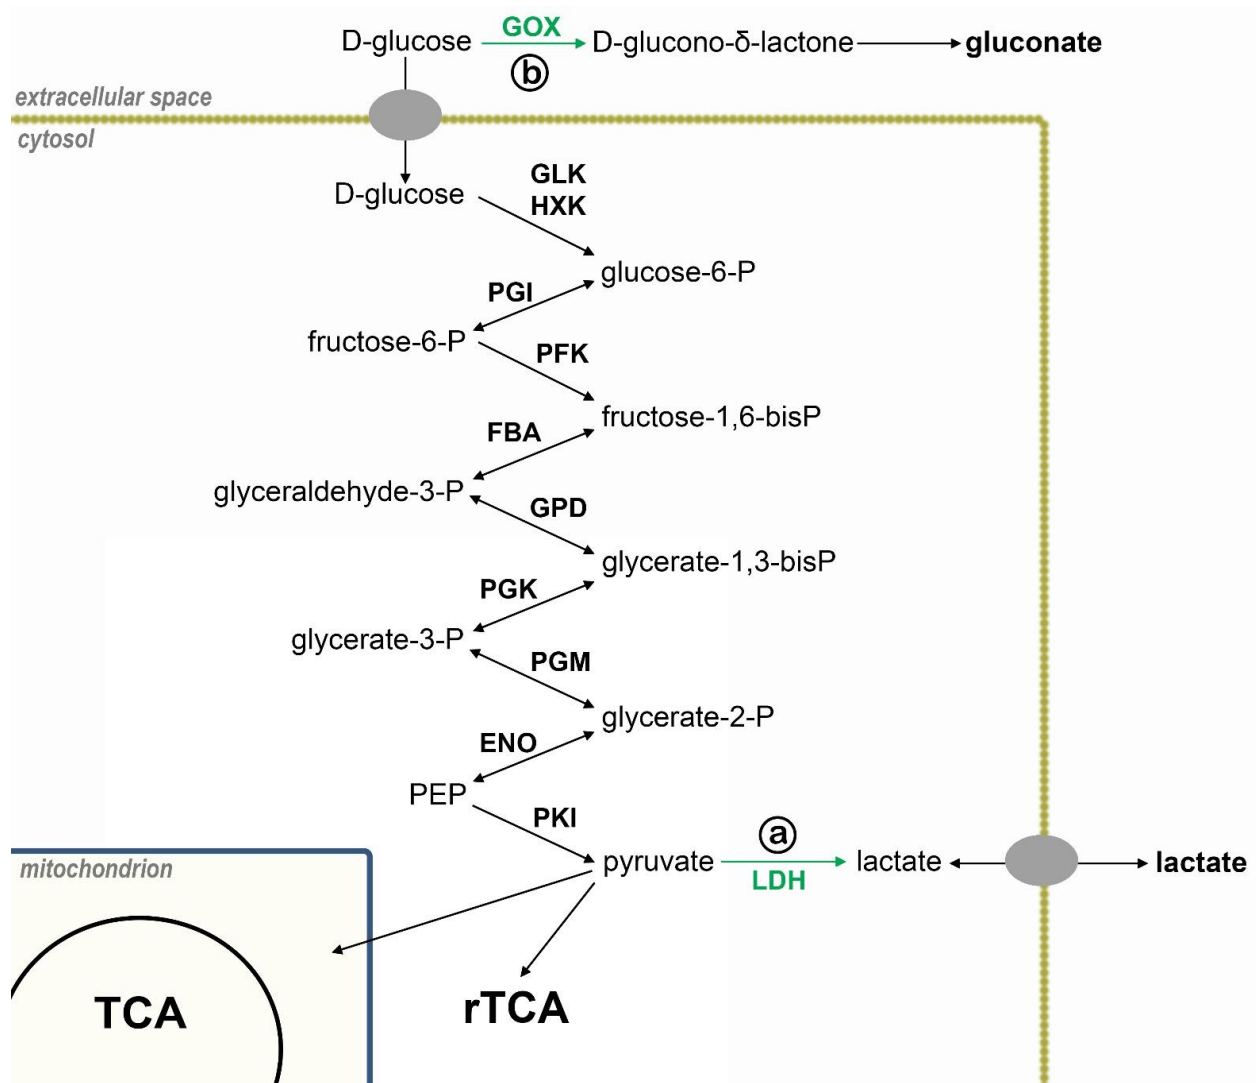 D-glucose
GOX
D-glucono-δ-lactone
gluconate
b
extracellular space
cytosol
D-glucose
GLK
HXK
glucose-6-P
PGI
fructose-6-P
PFK
fructose-1,6-bisP
FBA
glyceraldehyde-3-P
GPD
glycerate-1,3-bisP
PGK
glycerate-3-P
PGM
glycerate-2-P
ENO
PEP
PKI
a
pyruvate
LDH
lactate
lactate
mitochondrion
TCA
rTCA